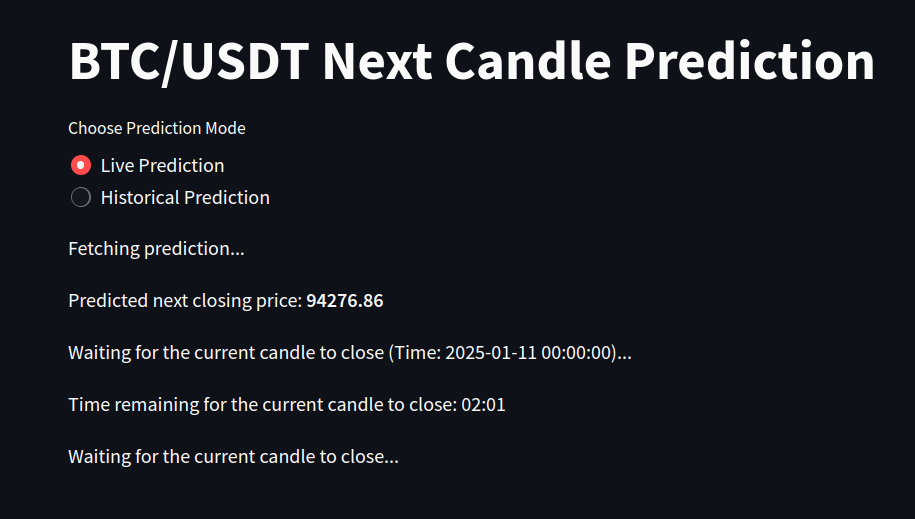 BTC/USDT Next Candle Prediction
Choose Prediction Mode
Live Prediction
Historical Prediction
Fetching prediction...
Predicted next closing price: 94276.86
Waiting for the current candle to close (Time: 2025-01-11 00:00:00)...
Time remaining for the current candle to close: 02:01
Waiting for the current candle to close...